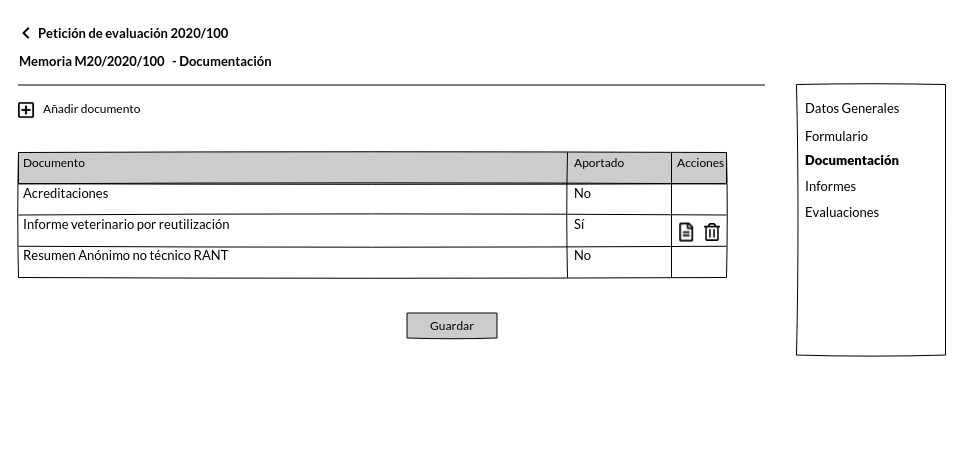 Petición de evaluación 2020/100
Memoria M20/2020/100 - Documentación
Añadir documento
Documento Aportado Acciones
Acreditaciones No
Informe veterinario por reutilización Sí
Resumen Anónimo no técnico RANT No
Guardar
Datos Generales
Formulario
Documentación
Informes
Evaluaciones